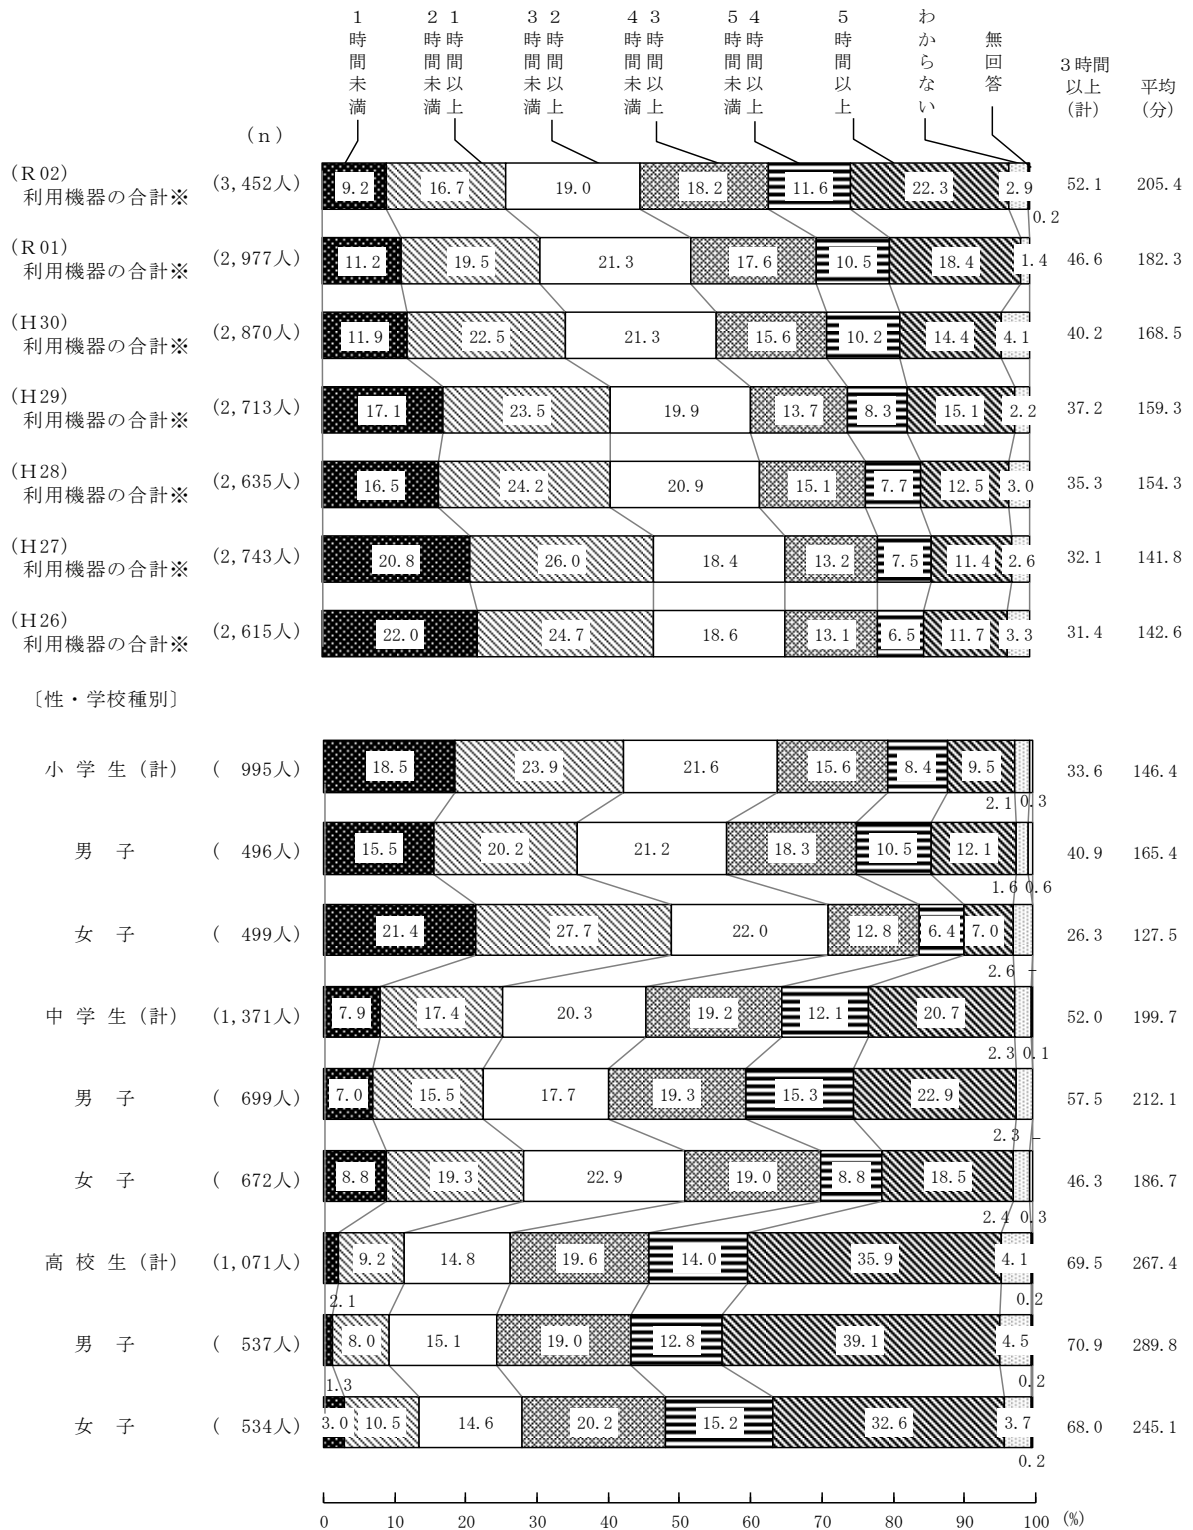 １時間未満
１時間以上
２時間未満
２時間以上
３時間未満
３時間以上
４時間未満
４時間以上
５時間未満
５時間以上
わからない
無回答
３時間
以上
（計）
平均
（分）
（ｎ）
（Ｒ02）
利用機器の合計※ （3,452人） 9.2 16.7 19.0 18.2 11.6 22.3 2.9 0.2 52.1 205.4
（Ｒ01）
利用機器の合計※ （2,977人） 11.2 19.5 21.3 17.6 10.5 18.4 1.4 46.6 182.3
（Ｈ30）
利用機器の合計※ （2,870人） 11.9 22.5 21.3 15.6 10.2 14.4 4.1 40.2 168.5
（Ｈ29）
利用機器の合計※ （2,713人） 17.1 23.5 19.9 13.7 8.3 15.1 2.2 37.2 159.3
（Ｈ28）
利用機器の合計※ （2,635人） 16.5 24.2 20.9 15.1 7.7 12.5 3.0 35.3 154.3
（Ｈ27）
利用機器の合計※ （2,743人） 20.8 26.0 18.4 13.2 7.5 11.4 2.6 32.1 141.8
（Ｈ26）
利用機器の合計※ （2,615人） 22.0 24.7 18.6 13.1 6.5 11.7 3.3 31.4 142.6
〔性・学校種別〕
小 学 生（計） （ 995人） 18.5 23.9 21.6 15.6 8.4 9.5 2.1 0.3 33.6 146.4
男 子 （ 496人） 15.5 20.2 21.2 18.3 10.5 12.1 1.6 0.6 40.9 165.4
女 子 （ 499人） 21.4 27.7 22.0 12.8 6.4 7.0 2.6 － 26.3 127.5
中 学 生（計） （1,371人） 7.9 17.4 20.3 19.2 12.1 20.7 2.3 0.1 52.0 199.7
男 子 （ 699人） 7.0 15.5 17.7 19.3 15.3 22.9 2.3 － 57.5 212.1
女 子 （ 672人） 8.8 19.3 22.9 19.0 8.8 18.5 2.4 0.3 46.3 186.7
高 校 生（計） （1,071人） 2.1 9.2 14.8 19.6 14.0 35.9 4.1 0.2 69.5 267.4
男 子 （ 537人） 1.3 8.0 15.1 19.0 12.8 39.1 4.5 0.2 70.9 289.8
女 子 （ 534人） 3.0 10.5 14.6 20.2 15.2 32.6 3.7 0.2 68.0 245.1
0 10 20 30 40 50 60 70 80 90 100 (%)